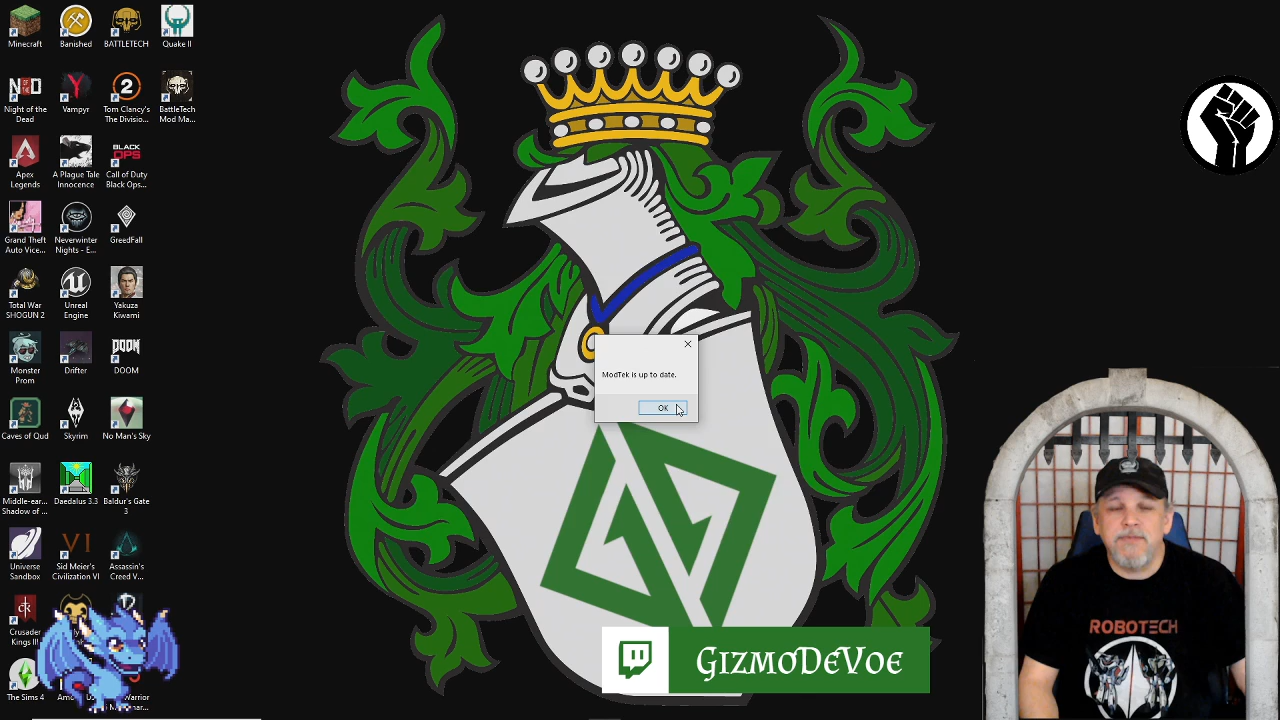 Minecraft
Banished
BATTLETECH
Quake II
Night of the
Dead
Vampyr
Tom Clancy's
The Divisio...
BattleTech
Mod Ma...
Apex
Legends
A Plague Tale
Innocence
BLACK
OPS
Call of Duty
Black Ops...
Grand Theft
Auto Vice...
Neverwinter
Nights - E...
GreedFall
Total War
SHOGUN 2
Unreal
Engine
Yakuza
Kiwami
Monster
Prom
Drifter
DOOM
DOOM
Caves of Qud
Skyrim
No Man's Sky
Middle-ear...
Shadow of ...
Daedalus 3.3
Baldur's Gate
3
Universe
Sandbox
VI
Sid Meier's
Civilization VI
Assassin's
Creed V...
Crusader
Kings III
The Sims 4
ModTek is up to date.
OK
GizmoDeVoe
ROBOTECH